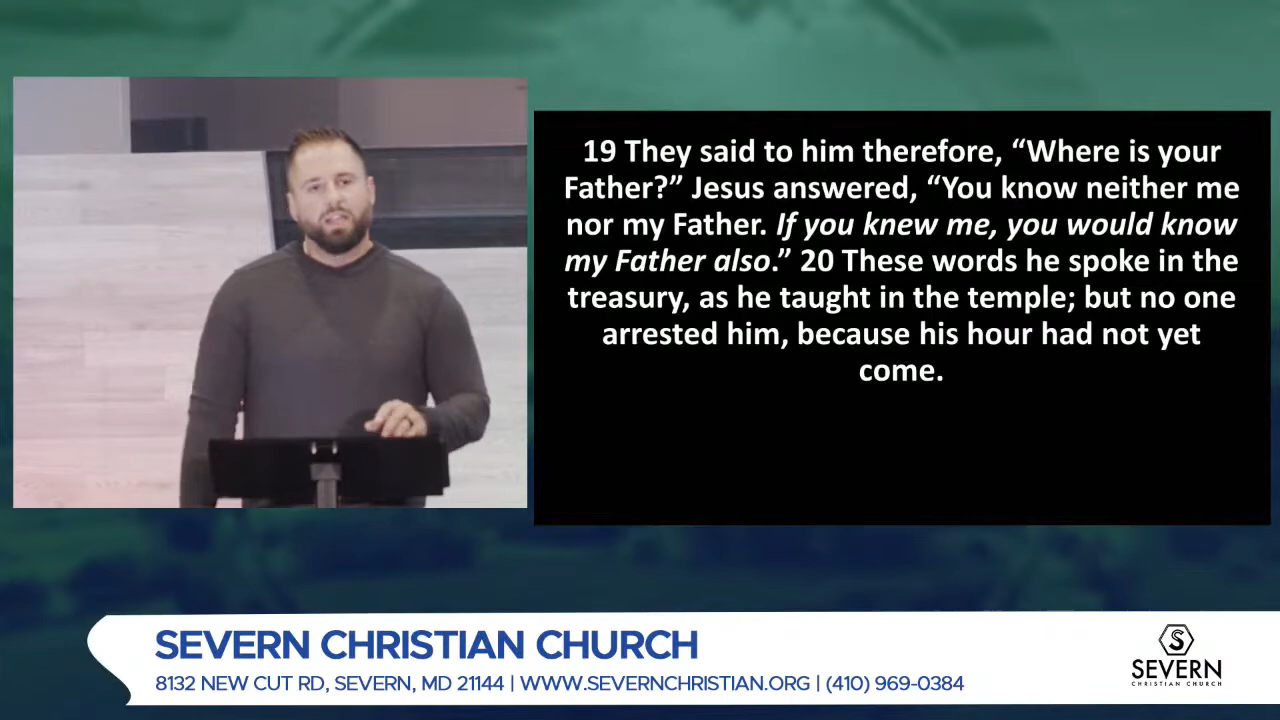 19 They said to him therefore, “Where is your
Father?” Jesus answered, “You know neither me
nor my Father. If you knew me, you would know
my Father also.” 20 These words he spoke in the
treasury, as he taught in the temple; but no one
arrested him, because his hour had not yet
come.
SEVERN CHRISTIAN CHURCH
8132 NEW CUT RD, SEVERN, MD 21144 | WWW.SEVERNCHRISTIAN.ORG | (410) 969-0384
S
SEVERN
CHRISTIAN CHURCH